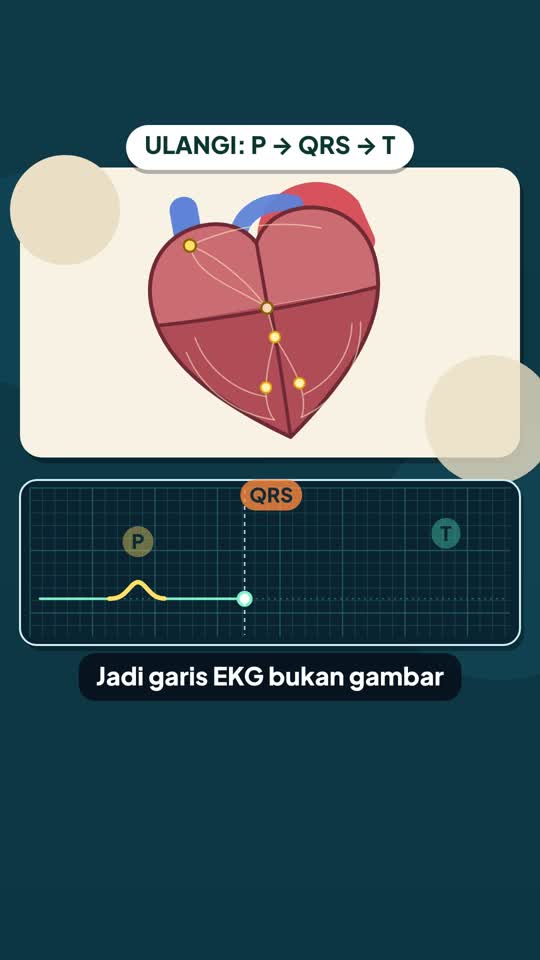 ULANGI: P → QRS → T
QRS
P
T
Jadi garis EKG bukan gambar